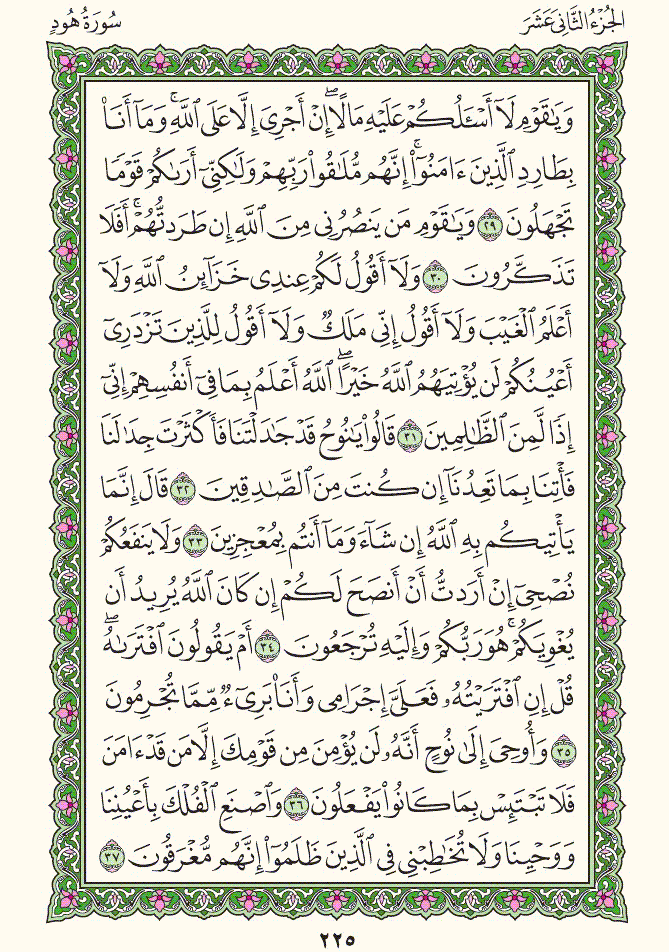 الجزء الثاني عشر
سورة هود
وَيَٰقَوْمِ لَآ أَسْـَٔلُكُمْ عَلَيْهِ مَالًا ۖ إِنْ أَجْرِىَ إِلَّا عَلَى ٱللَّهِ ۚ وَمَآ أَنَا۠
بِطَارِدِ ٱلَّذِينَ ءَامَنُوٓا۟ ۚ إِنَّهُم مُّلَٰقُوا۟ رَبِّهِمْ وَلَٰكِنِّىٓ أَرَىٰكُمْ قَوْمًا
تَجْهَلُونَ ٢٩ وَيَٰقَوْمِ مَن يَنصُرُنِى مِنَ ٱللَّهِ إِن طَرَدتُّهُمْ ۚ أَفَلَا
تَذَكَّرُونَ ٣٠ وَلَآ أَقُولُ لَكُمْ عِندِى خَزَآئِنُ ٱللَّهِ وَلَآ
أَعْلَمُ ٱلْغَيْبَ وَلَآ أَقُولُ إِنِّى مَلَكٌ وَلَآ أَقُولُ لِلَّذِينَ تَزْدَرِىٓ
أَعْيُنُكُمْ لَن يُؤْتِيَهُمُ ٱللَّهُ خَيْرًا ۖ ٱللَّهُ أَعْلَمُ بِمَا فِىٓ أَنفُسِهِمْ ۖ إِنِّىٓ
إِذًا لَّمِنَ ٱلظَّٰلِمِينَ ٣١ قَالُوا۟ يَٰنُوحُ قَدْ جَٰدَلْتَنَا فَأَكْثَرْتَ جِدَٰلَنَا
فَأْتِنَا بِمَا تَعِدُنَآ إِن كُنتَ مِنَ ٱلصَّٰدِقِينَ ٣٢ قَالَ إِنَّمَا
يَأْتِيكُم بِهِ ٱللَّهُ إِن شَآءَ وَمَآ أَنتُم بِمُعْجِزِينَ ٣٣ وَلَا يَنفَعُكُمْ
نُصْحِىٓ إِنْ أَرَدتُّ أَنْ أَنصَحَ لَكُمْ إِن كَانَ ٱللَّهُ يُرِيدُ أَن
يُغْوِيَكُمْ ۚ هُوَ رَبُّكُمْ وَإِلَيْهِ تُرْجَعُونَ ٣٤ أَمْ يَقُولُونَ ٱفْتَرَىٰهُ ۖ
قُلْ إِنِ ٱفْتَرَيْتُهُۥ فَعَلَىَّ إِجْرَامِى وَأَنَا۠ بَرِىٓءٌ مِّمَّا تُجْرِمُونَ
٣٥ وَأُوحِىَ إِلَىٰ نُوحٍ أَنَّهُۥ لَن يُؤْمِنَ مِن قَوْمِكَ إِلَّا مَن قَدْ ءَامَنَ
فَلَا تَبْتَئِسْ بِمَا كَانُوا۟ يَفْعَلُونَ ٣٦ وَٱصْنَعِ ٱلْفُلْكَ بِأَعْيُنِنَا
وَوَحْيِنَا وَلَا تُخَٰطِبْنِى فِى ٱلَّذِينَ ظَلَمُوٓا۟ ۚ إِنَّهُم مُّغْرَقُونَ ٣٧
٢٢٥